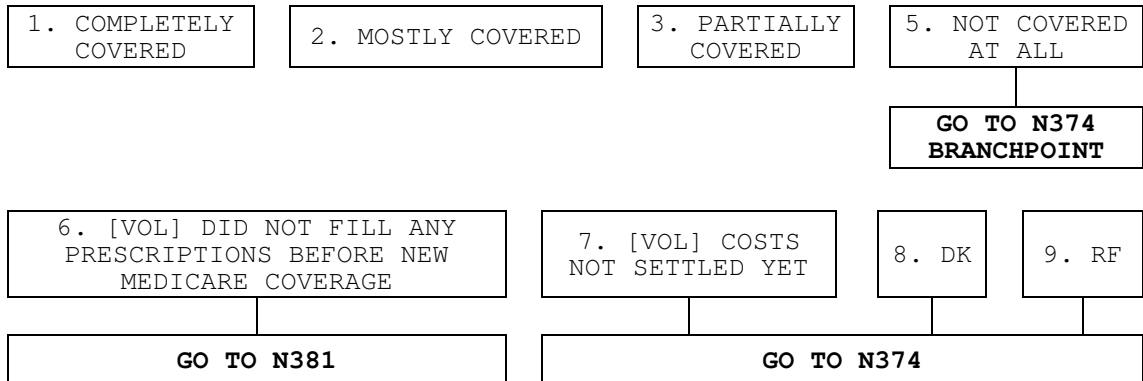 1. COMPLETELY
COVERED
2. MOSTLY COVERED
3. PARTIALLY
COVERED
5. NOT COVERED
AT ALL
GO TO N374
BRANCHPOINT
6. [VOL] DID NOT FILL ANY
PRESCRIPTIONS BEFORE NEW
MEDICARE COVERAGE
7. [VOL] COSTS
NOT SETTLED YET
8. DK
9. RF
GO TO N381
GO TO N374